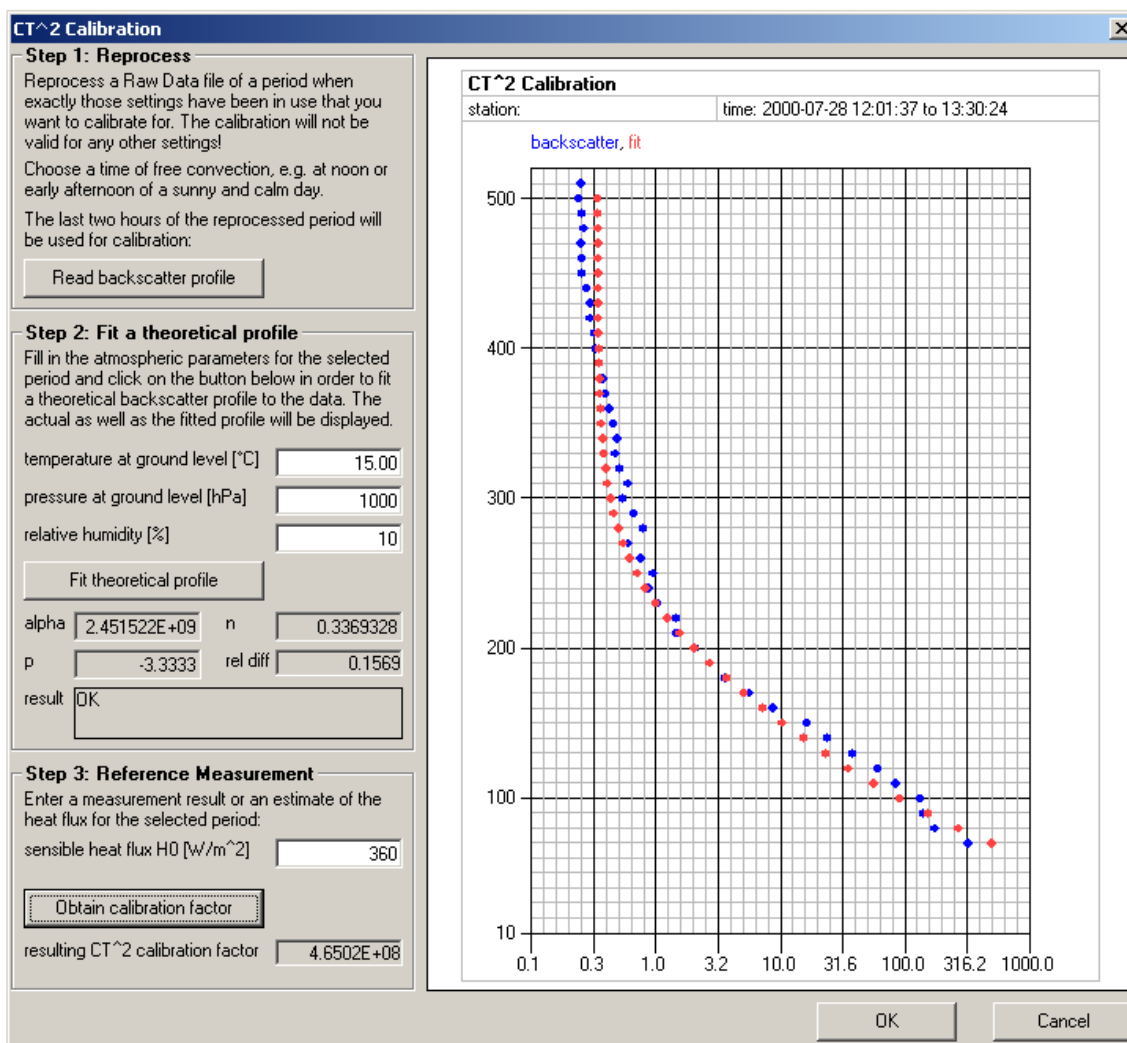 CT^2 Calibration
Step 1: Reprocess
Reprocess a Raw Data file of a period when
exactly those settings have been in use that you
want to calibrate for. The calibration will not be
valid for any other settings!
Choose a time of free convection, e.g. at noon or
early afternoon of a sunny and calm day.
The last two hours of the reprocessed period will
be used for calibration:
Read backscatter profile
Step 2: Fit a theoretical profile
Fill in the atmospheric parameters for the selected
period and click on the button below in order to fit
a theoretical backscatter profile to the data. The
actual as well as the fitted profile will be displayed.
temperature at ground level [°C] 15.00
pressure at ground level [hPa] 1000
relative humidity [%] 10
Fit theoretical profile
alpha 2.451522E+09 n 0.3369328
p -3.3333 rel diff 0.1569
result OK
Step 3: Reference Measurement
Enter a measurement result or an estimate of the
heat flux for the selected period:
sensible heat flux H0 [W/m^2] 360
Obtain calibration factor
resulting CT^2 calibration factor 4.6502E+08
CT^2 Calibration
station: time: 2000-07-28 12:01:37 to 13:30:24
backscatter, fit
500
400
300
200
100
10
0.1 0.3 1.0 3.2 10.0 31.6 100.0 316.2 1000.0
OK Cancel